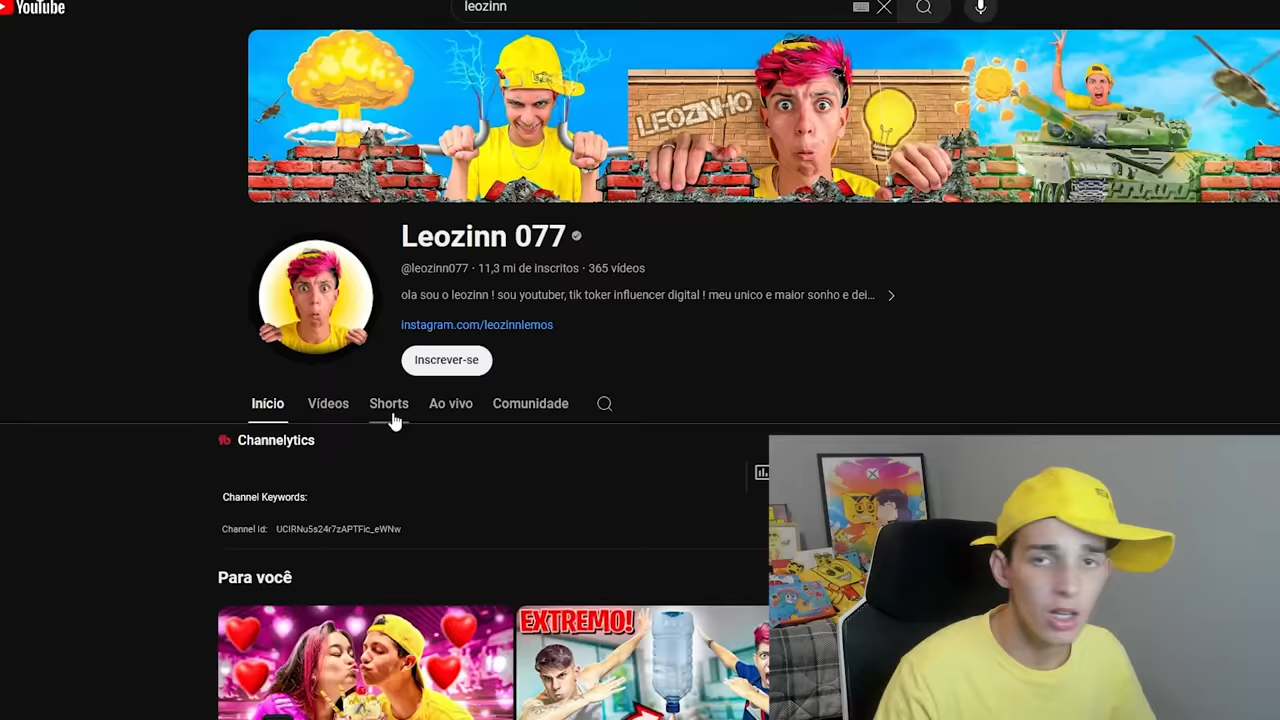 YouTube
leozinn
LEOZINHO
Leozinn 077
@leozinn077 · 11,3 mi de inscritos · 365 vídeos
ola sou o leozinn ! sou youtuber, tik toker influencer digital ! meu unico e maior sonho e dei...
instagram.com/leozinnlemos
Inscrever-se
Início Vídeos Shorts Ao vivo Comunidade
Channelytics
Channel Keywords:
Channel id: UCIRNu5s24r7zAPTFic_eWNw
Para você
EXTREMO!